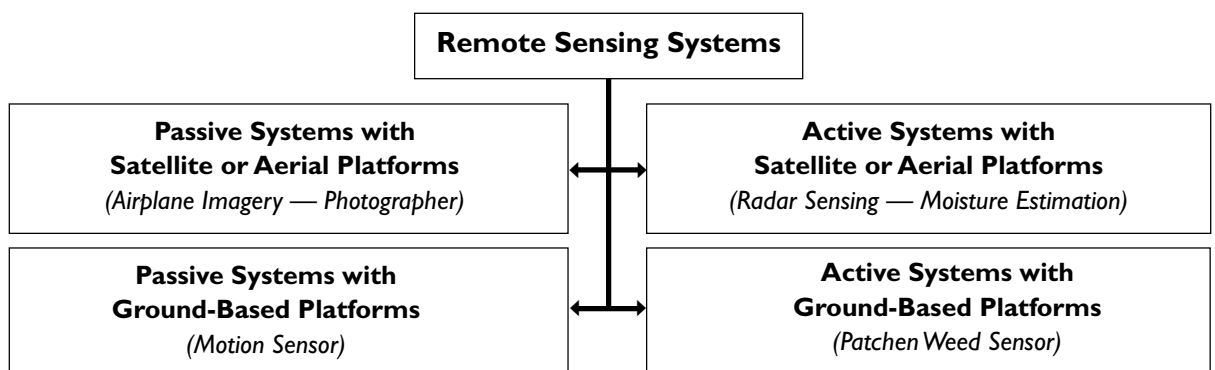 Remote Sensing Systems
Passive Systems with
Satellite or Aerial Platforms
(Airplane Imagery — Photographer)
Active Systems with
Satellite or Aerial Platforms
(Radar Sensing — Moisture Estimation)
Passive Systems with
Ground-Based Platforms
(Motion Sensor)
Active Systems with
Ground-Based Platforms
(Patchen Weed Sensor)